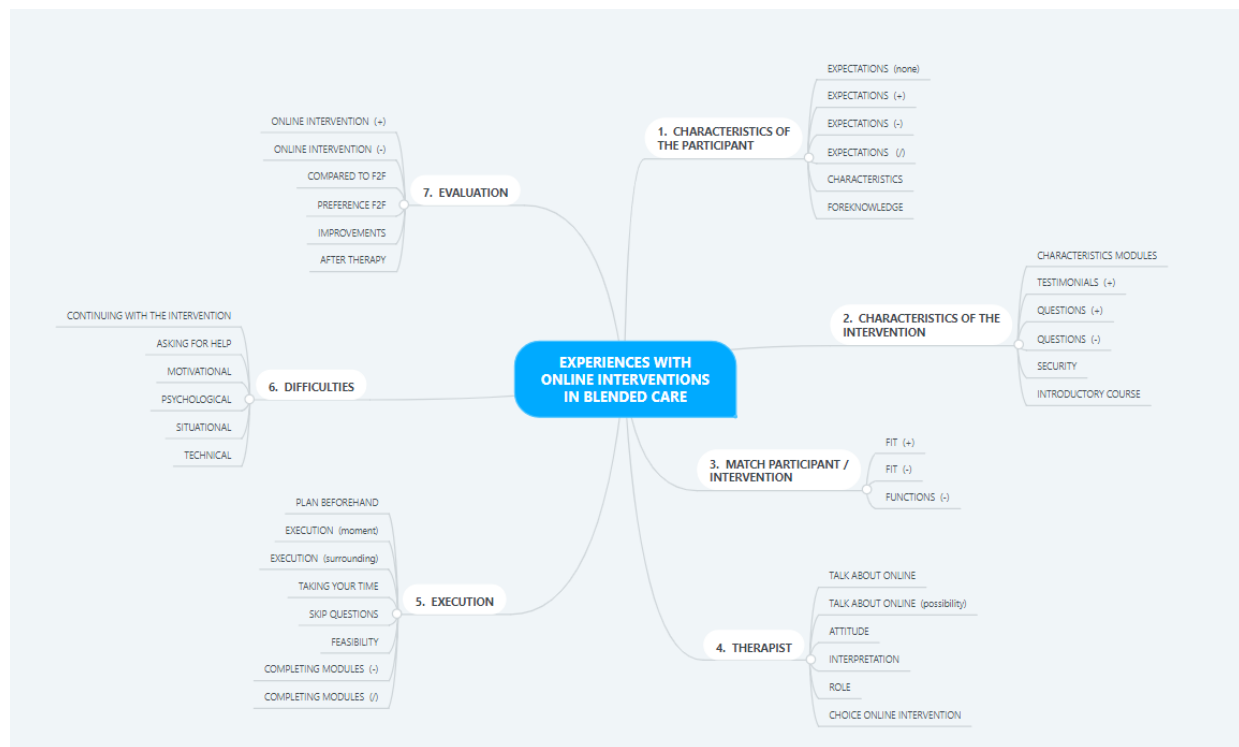 EXPERIENCES WITH
ONLINE INTERVENTIONS
IN BLENDED CARE
1. CHARACTERISTICS OF
THE PARTICIPANT
EXPECTATIONS (none)
EXPECTATIONS (+)
EXPECTATIONS (-)
EXPECTATIONS (/)
CHARACTERISTICS
FOREKNOWLEDGE
2. CHARACTERISTICS OF THE
INTERVENTION
CHARACTERISTICS MODULES
TESTIMONIALS (+)
QUESTIONS (+)
QUESTIONS (-)
SECURITY
INTRODUCTORY COURSE
3. MATCH PARTICIPANT /
INTERVENTION
FIT (+)
FIT (-)
FUNCTIONS (-)
4. THERAPIST
TALK ABOUT ONLINE
TALK ABOUT ONLINE (possibility)
ATTITUDE
INTERPRETATION
ROLE
CHOICE ONLINE INTERVENTION
5. EXECUTION
PLAN BEFOREHAND
EXECUTION (moment)
EXECUTION (surrounding)
TAKING YOUR TIME
SKIP QUESTIONS
FEASIBILITY
COMPLETING MODULES (-)
COMPLETING MODULES (/)
6. DIFFICULTIES
CONTINUING WITH THE INTERVENTION
ASKING FOR HELP
MOTIVATIONAL
PSYCHOLOGICAL
SITUATIONAL
TECHNICAL
7. EVALUATION
ONLINE INTERVENTION (+)
ONLINE INTERVENTION (-)
COMPARED TO F2F
PREFERENCE F2F
IMPROVEMENTS
AFTER THERAPY